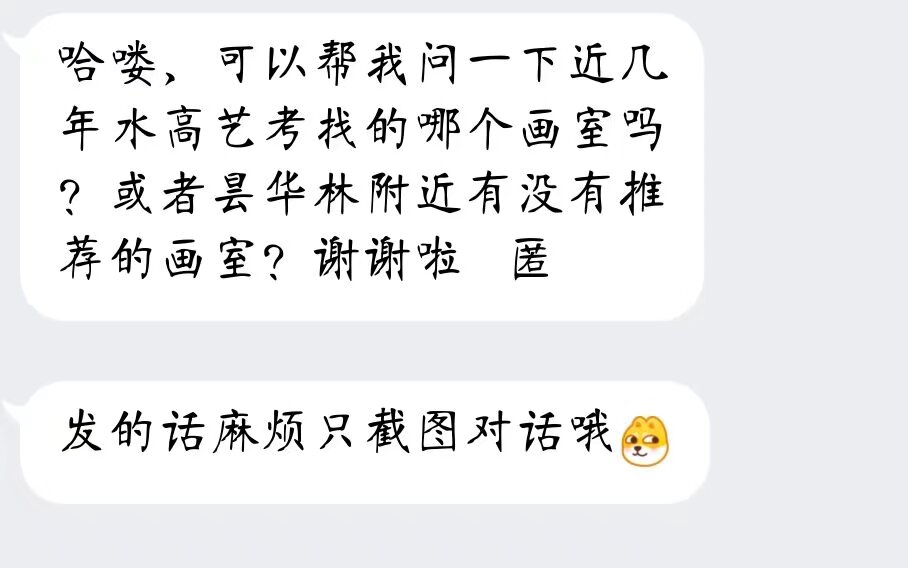 哈喽，可以帮我问一下近几
年水高艺考找的哪个画室吗
？或者昙华林附近有没有推
荐的画室？谢谢啦　匿
发的话麻烦只截图对话哦